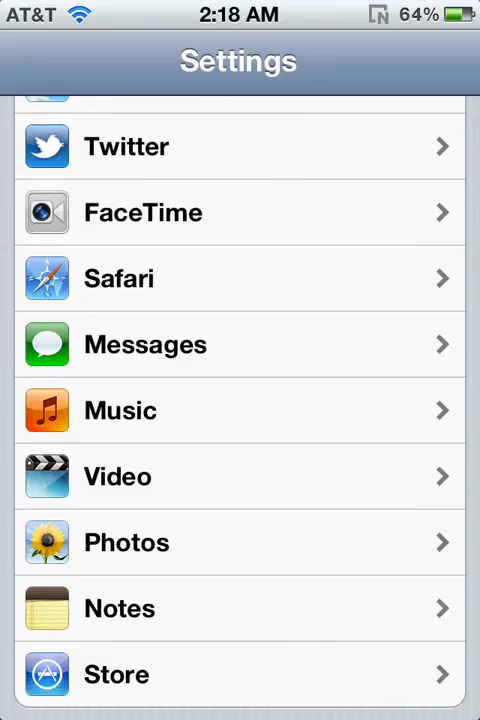 AT&T 2:18 AM 64%
Settings
Twitter
FaceTime
Safari
Messages
Music
Video
Photos
Notes
Store